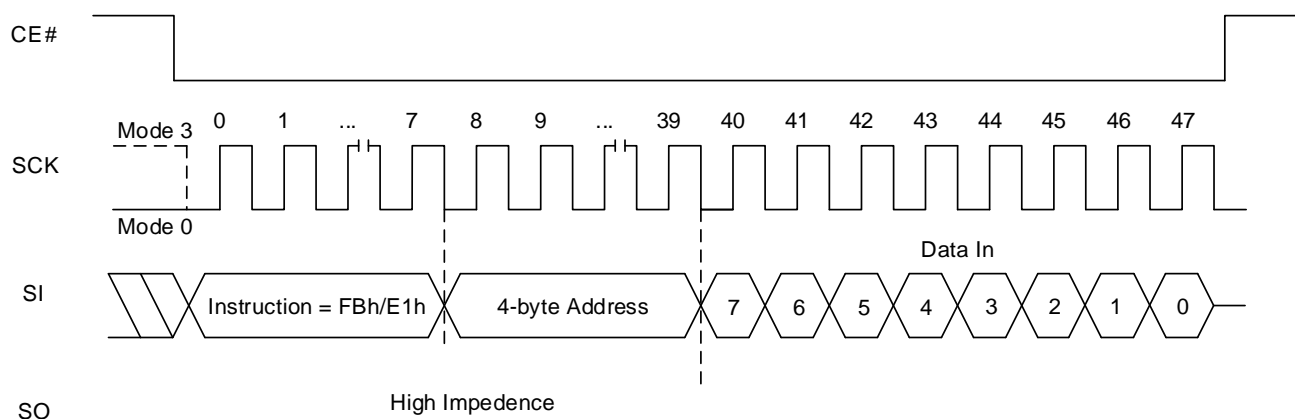 CE#
Mode 3
0 1 ... 7 8 9 ... 39 40 41 42 43 44 45 46 47
SCK
Mode 0
Data In
SI
Instruction = FBh/E1h
4-byte Address
7 6 5 4 3 2 1 0
High Impedence
SO